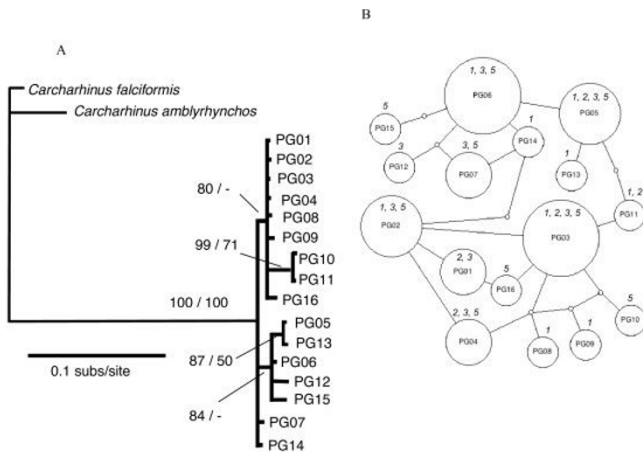 A
B
Carcharhinus falciformis
Carcharhinus amblyrhynchos
PG01
PG02
PG03
PG04
PG08
PG09
PG10
PG11
PG16
PG05
PG13
PG06
PG12
PG15
PG07
PG14
80 / -
99 / 71
100 / 100
87 / 50
84 / -
0.1 subs/site
1, 3, 5
PG06
1, 2, 3, 5
PG05
5
PG15
3
PG12
3, 5
PG07
1
PG14
1
PG13
1, 2
PG11
1, 3, 5
PG02
1, 2, 3, 5
PG03
2, 3
PG01
5
PG16
2, 3, 5
PG04
1
PG08
1
PG09
5
PG10